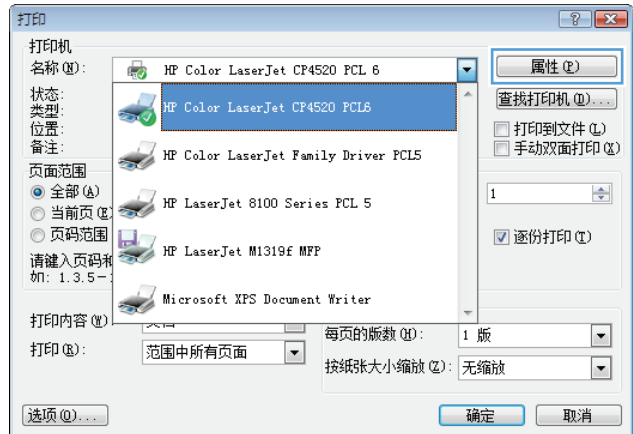 打印
打印机
名称(N):
HP Color LaserJet CP4520 PCL 6
属性(P)
状态:
类型:
位置:
备注:
HP Color LaserJet CP4520 PCL6
HP Color LaserJet Family Driver PCL5
HP LaserJet 8100 Series PCL 5
HP LaserJet M1319f MFP
Microsoft XPS Document Writer
查找打印机(D)...
打印到文件(L)
手动双面打印(X)
页面范围
全部(A)
当前页(E)
页码范围
请键入页码和
如: 1.3.5-
1
逐份打印(T)
打印内容(W)
打印(R):
范围中所有页面
每页的版数(H):
1 版
按纸张大小缩放(Z):
无缩放
选项(O)...
确定
取消